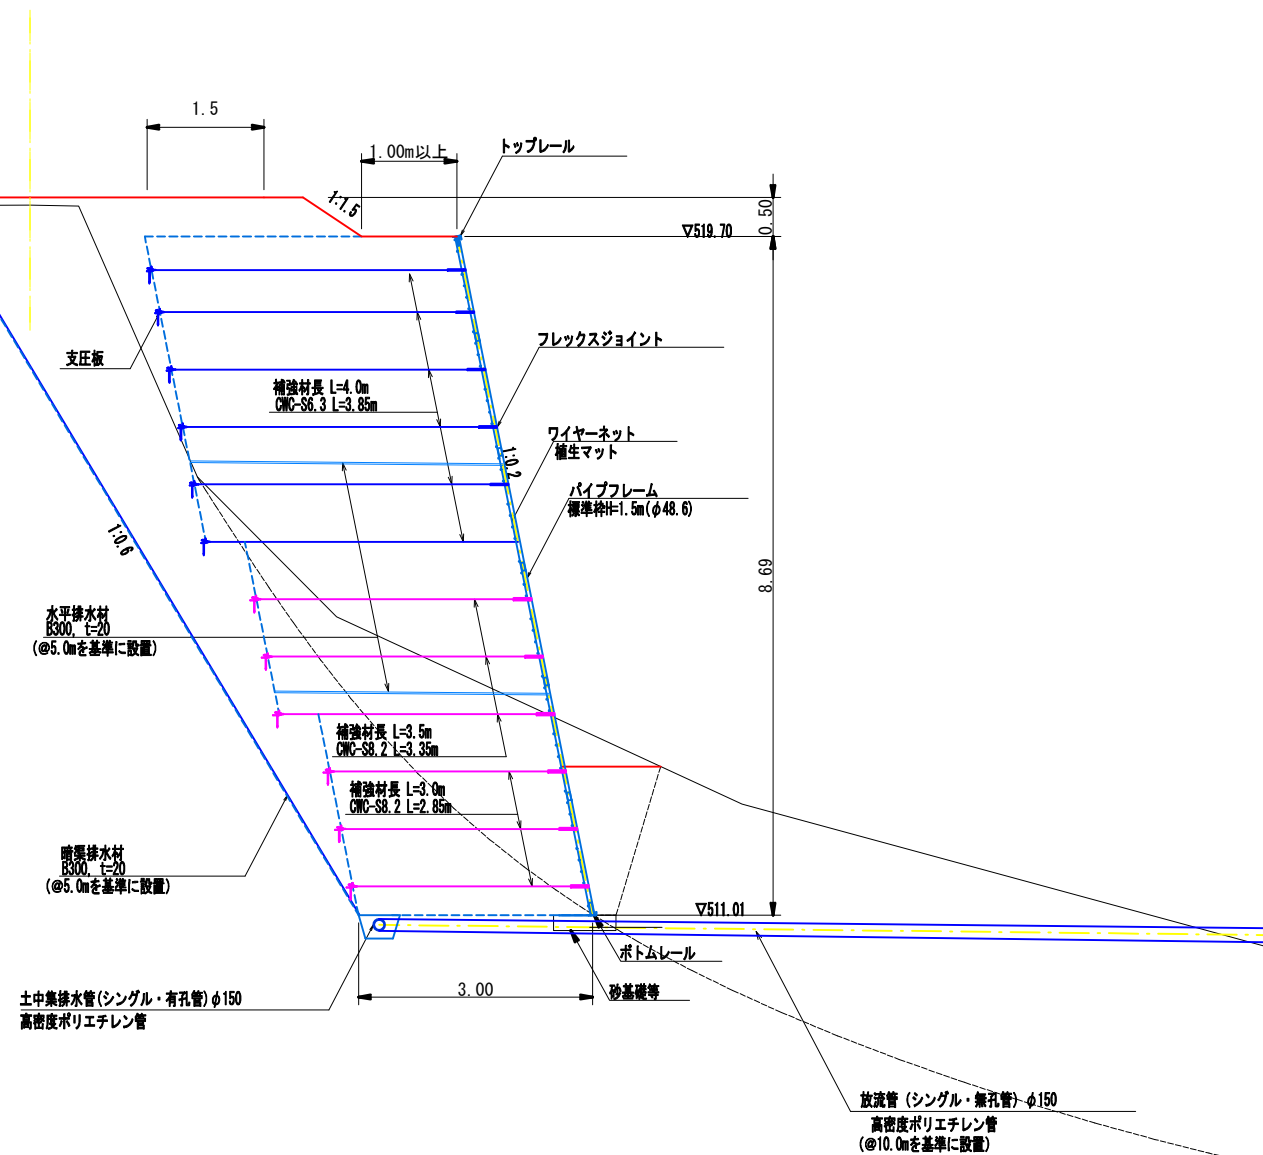 1.5
1.00m以上
トップレール
1:1.5
0.50
▽519.70
支圧板
フレックスジョイント
補強材長 L=4.0m
CWC-S6.3 L=3.85m
ワイヤーネット
植生マット
1:0.2
パイプフレーム
標準枠H=1.5m(φ48.6)
1:0.6
8.69
水平排水材
B300, t=20
(@5.0mを基準に設置)
補強材長 L=3.5m
CWC-S8.2 L=3.35m
補強材長 L=3.0m
CWC-S8.2 L=2.85m
暗渠排水材
B300, t=20
(@5.0mを基準に設置)
▽511.01
ボトムレール
3.00
砂基礎等
土中集排水管(シングル・有孔管)φ150
高密度ポリエチレン管
放流管 (シングル・無孔管) φ150
高密度ポリエチレン管
(@10.0mを基準に設置)